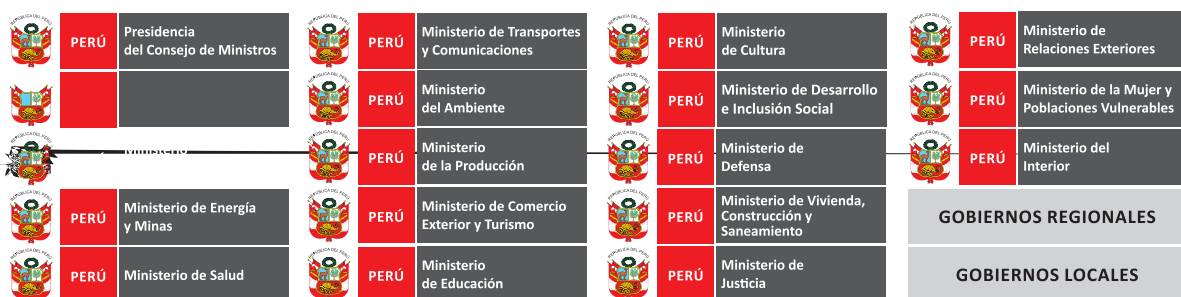 PERÚ
Presidencia
del Consejo de Ministros
Ministerio
PERÚ
Ministerio de Energía
y Minas
PERÚ
Ministerio de Salud
PERÚ
Ministerio de Transportes
y Comunicaciones
PERÚ
Ministerio
del Ambiente
PERÚ
Ministerio
de la Producción
PERÚ
Ministerio de Comercio
Exterior y Turismo
PERÚ
Ministerio
de Educación
PERÚ
Ministerio
de Cultura
PERÚ
Ministerio de Desarrollo
e Inclusión Social
PERÚ
Ministerio de
Defensa
PERÚ
Ministerio de Vivienda,
Construcción y
Saneamiento
PERÚ
Ministerio de
Justicia
PERÚ
Ministerio de
Relaciones Exteriores
PERÚ
Ministerio de la Mujer y
Poblaciones Vulnerables
PERÚ
Ministerio del
Interior
GOBIERNOS REGIONALES
GOBIERNOS LOCALES